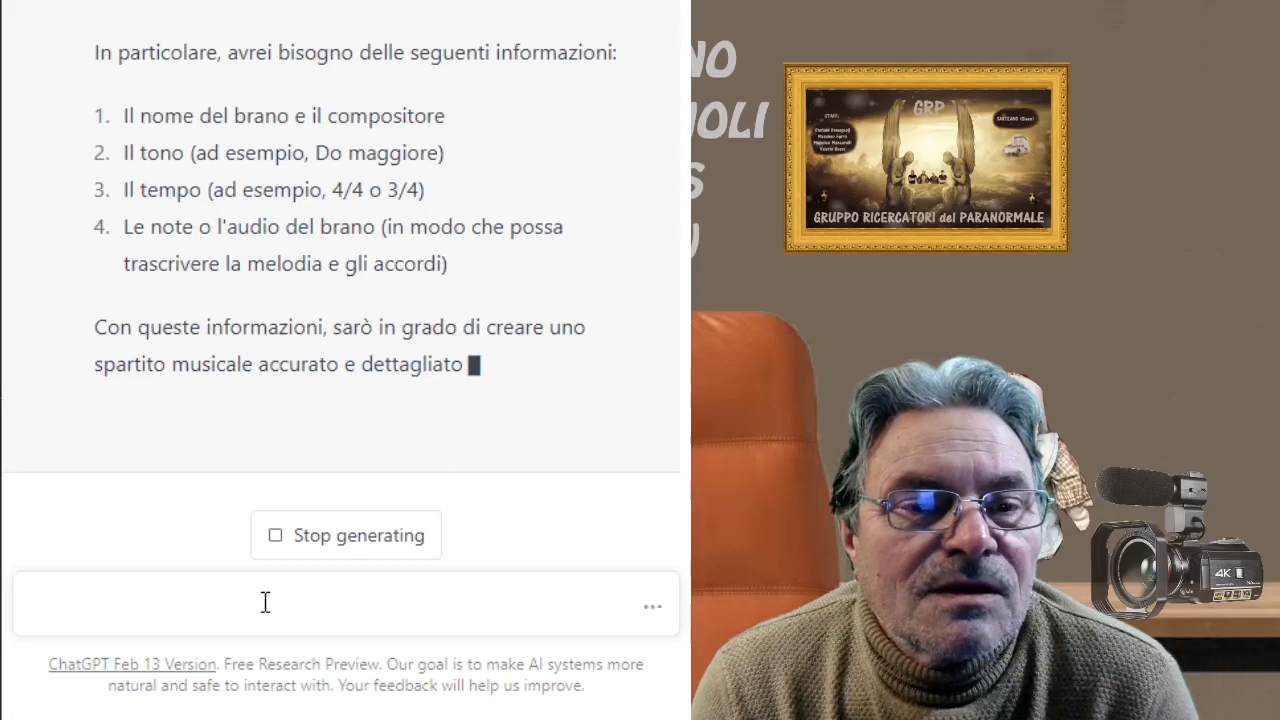 In particolare, avrei bisogno delle seguenti informazioni:
1. Il nome del brano e il compositore
2. Il tono (ad esempio, Do maggiore)
3. Il tempo (ad esempio, 4/4 o 3/4)
4. Le note o l'audio del brano (in modo che possa
trascrivere la melodia e gli accordi)
Con queste informazioni, sarò in grado di creare uno
spartito musicale accurato e dettagliato
Stop generating
ChatGPT Feb 13 Version. Free Research Preview. Our goal is to make AI systems more
natural and safe to interact with. Your feedback will help us improve.
NO
OLI
S
GRP
STAFF:
GRUPPO RICERCATORI del PARANORMALE
4K